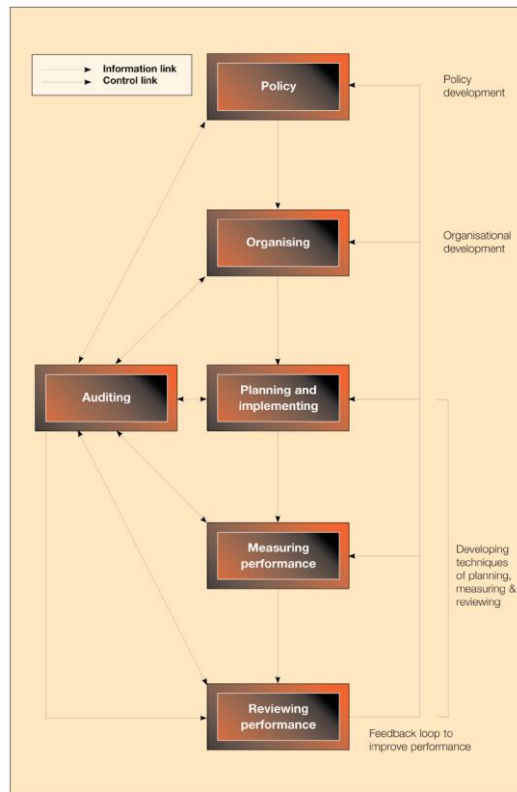 Information link
Control link
Policy
Policy
development
Organising
Organisational
development
Auditing
Planning and
implementing
Measuring
performance
Developing
techniques
of planning,
measuring &
reviewing
Reviewing
performance
Feedback loop to
improve performance